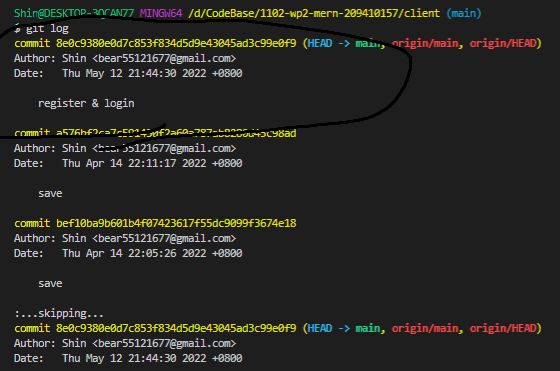 Shin@DESKTOP-3OCAN77 MINGW64 /d/CodeBase/1102-wp2-mern-209410157/client (main)
$ git log
commit 8e0c9380e0d7c853f834d5d9e43045ad3c99e0f9 (HEAD -> main, origin/main, origin/HEAD)
Author: Shin <bear55121677@gmail.com>
Date:   Thu May 12 21:44:30 2022 +0800
register & login
commit
Author: Shin <bear55121677@gmail.com>
Date:   Thu Apr 14 22:11:17 2022 +0800
save
commit bef10ba9b601b4f07423617f55dc9099f3674e18
Author: Shin <bear55121677@gmail.com>
Date:   Thu Apr 14 22:05:26 2022 +0800
save
:...skipping...
commit 8e0c9380e0d7c853f834d5d9e43045ad3c99e0f9 (HEAD -> main, origin/main, origin/HEAD)
Author: Shin <bear55121677@gmail.com>
Date:   Thu May 12 21:44:30 2022 +0800